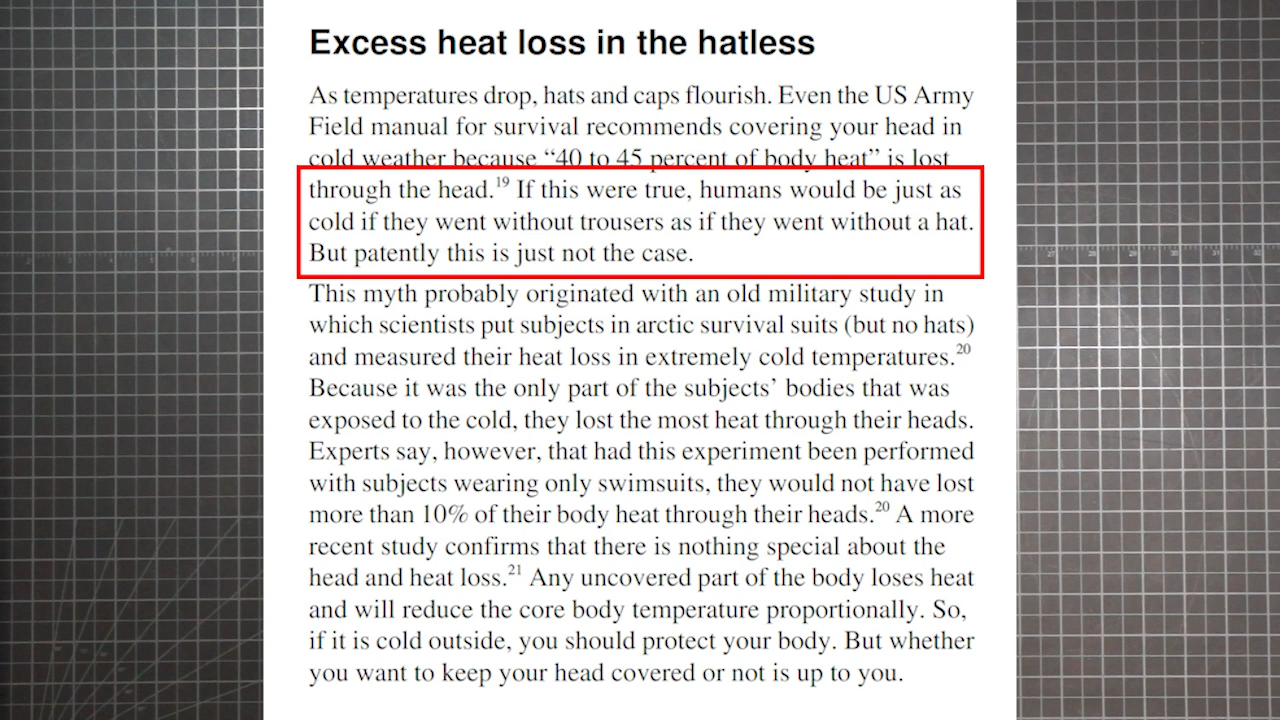 Excess heat loss in the hatless
As temperatures drop, hats and caps flourish. Even the US Army
Field manual for survival recommends covering your head in
cold weather because “40 to 45 percent of body heat” is lost
through the head.19 If this were true, humans would be just as
cold if they went without trousers as if they went without a hat.
But patently this is just not the case.
This myth probably originated with an old military study in
which scientists put subjects in arctic survival suits (but no hats)
and measured their heat loss in extremely cold temperatures.20
Because it was the only part of the subjects’ bodies that was
exposed to the cold, they lost the most heat through their heads.
Experts say, however, that had this experiment been performed
with subjects wearing only swimsuits, they would not have lost
more than 10% of their body heat through their heads.20 A more
recent study confirms that there is nothing special about the
head and heat loss.21 Any uncovered part of the body loses heat
and will reduce the core body temperature proportionally. So,
if it is cold outside, you should protect your body. But whether
you want to keep your head covered or not is up to you.